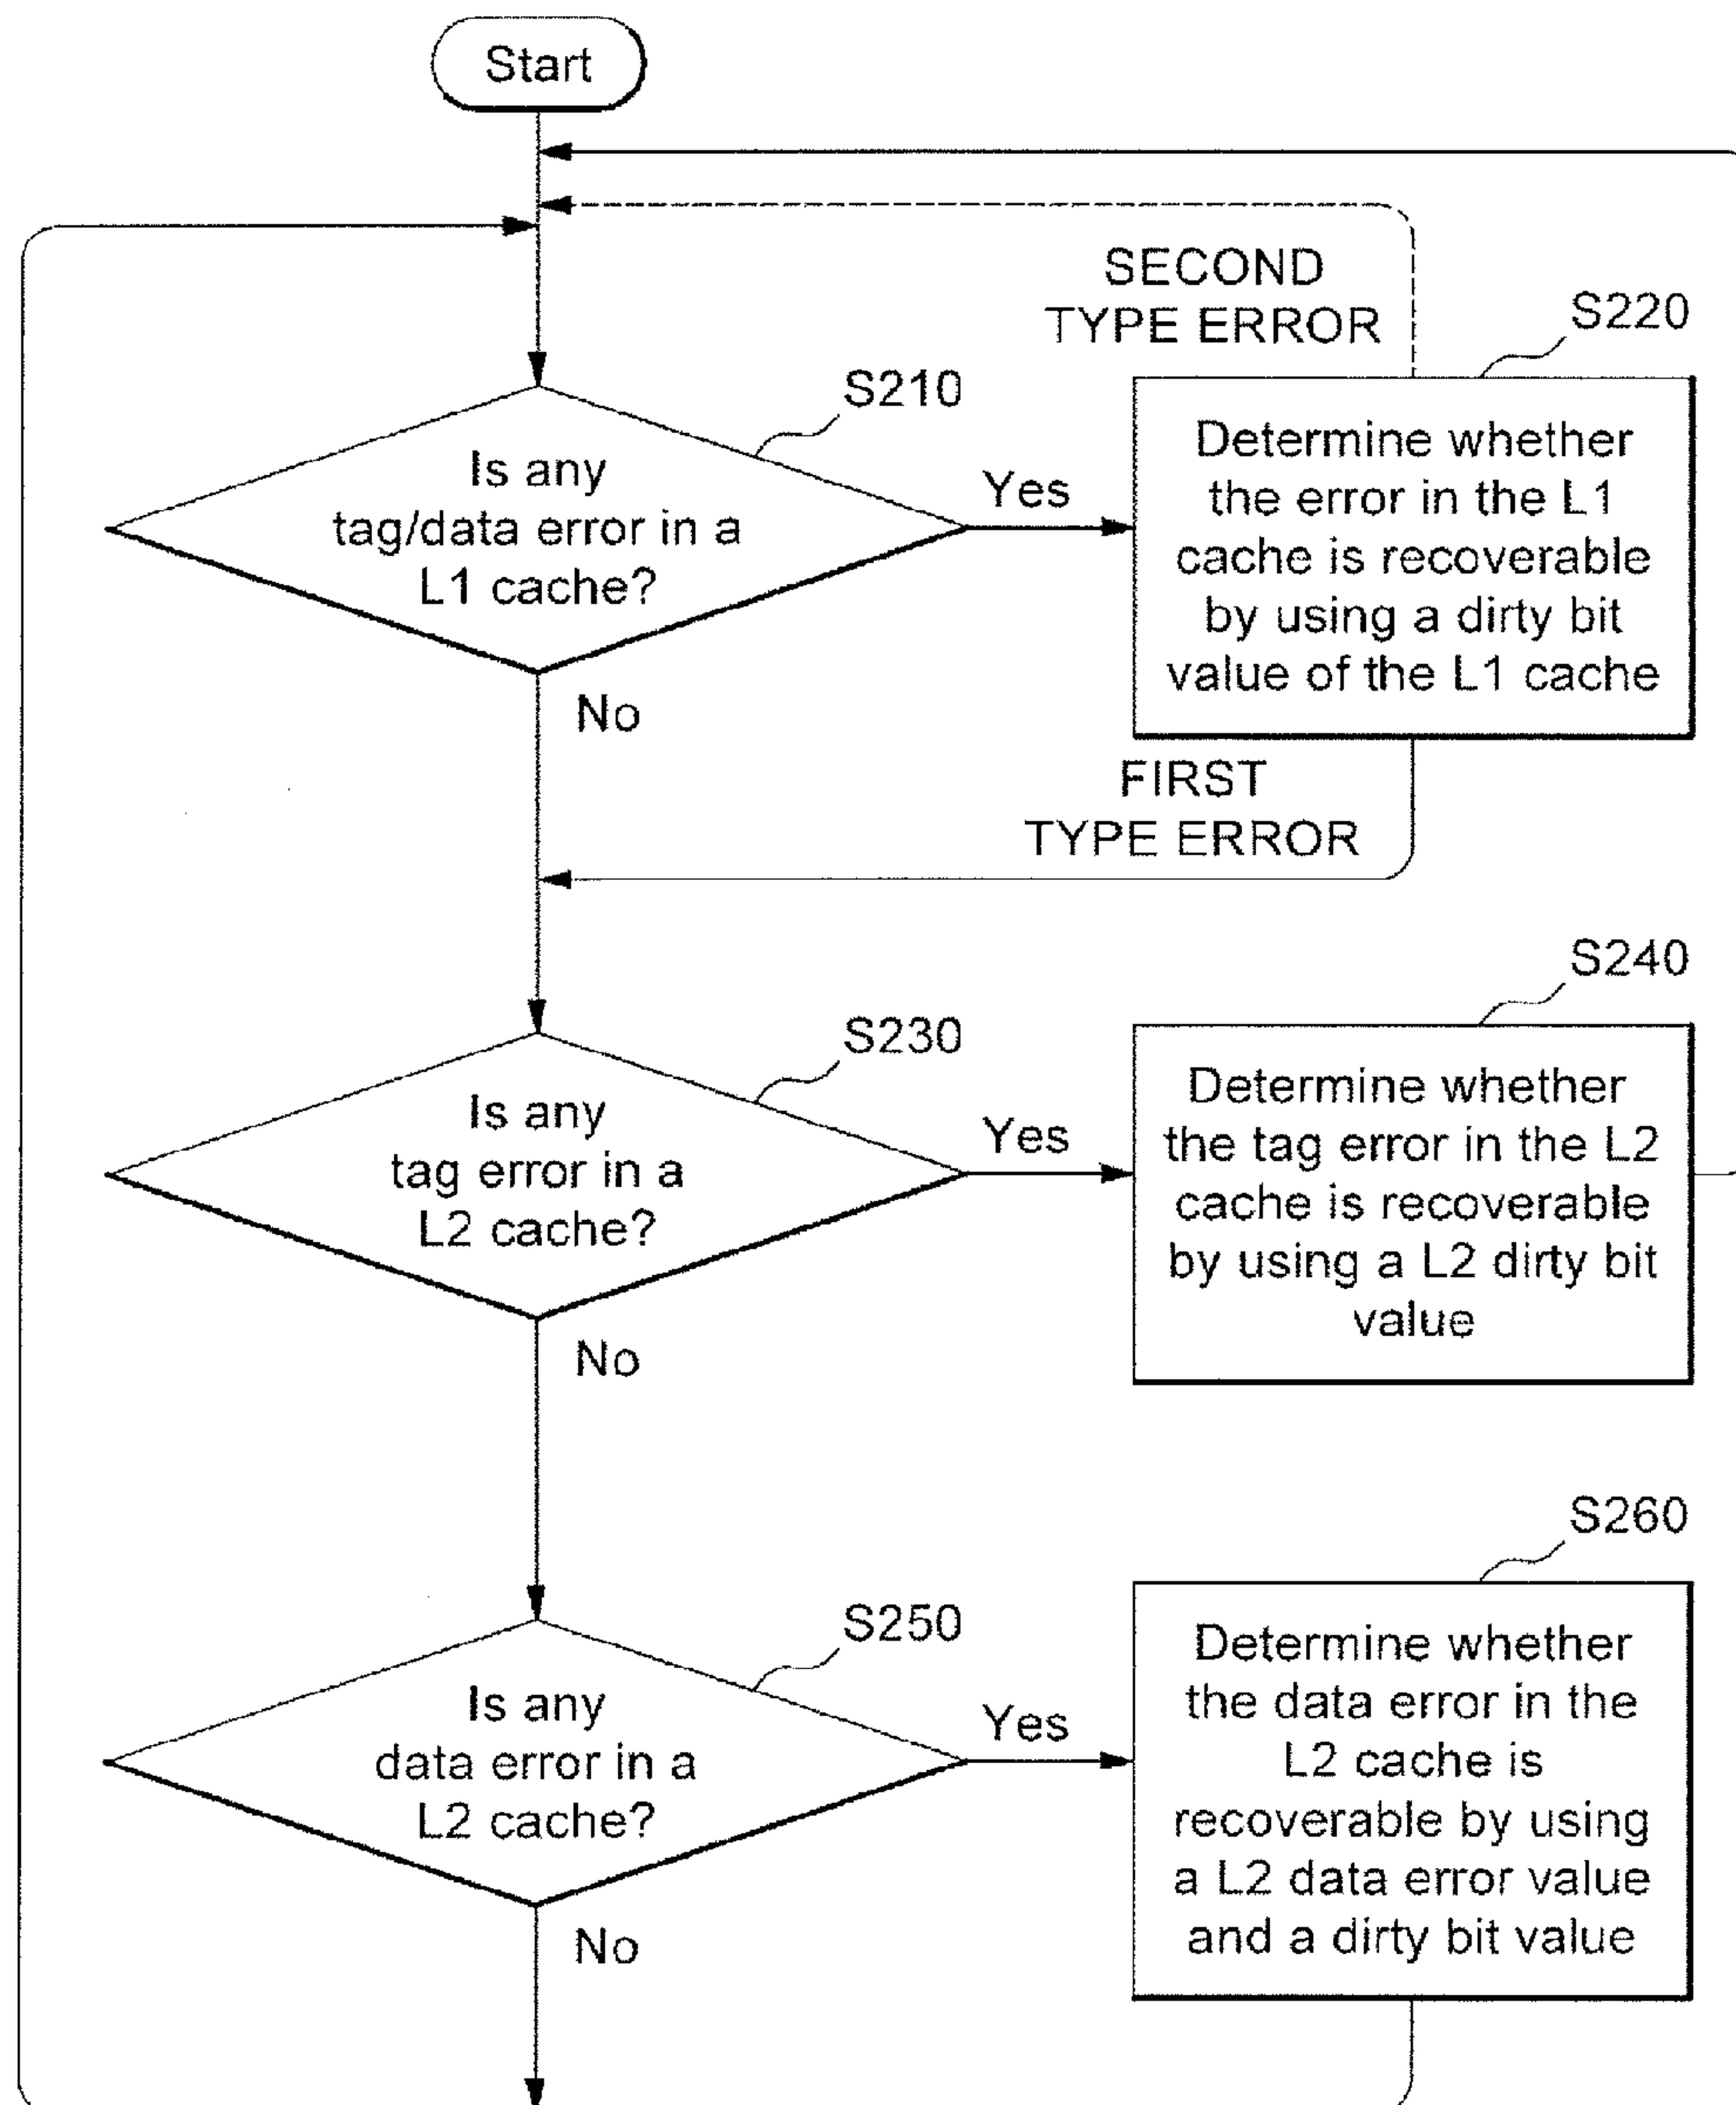 Start
SECOND
TYPE ERROR
S220
S210
Is any
tag/data error in a
L1 cache?
Yes
Determine whether
the error in the L1
cache is recoverable
by using a dirty bit
value of the L1 cache
No
FIRST
TYPE ERROR
S240
S230
Is any
tag error in a
L2 cache?
Yes
Determine whether
the tag error in the L2
cache is recoverable
by using a L2 dirty bit
value
No
S260
S250
Is any
data error in a
L2 cache?
Yes
Determine whether
the data error in the
L2 cache is
recoverable by using
a L2 data error value
and a dirty bit value
No